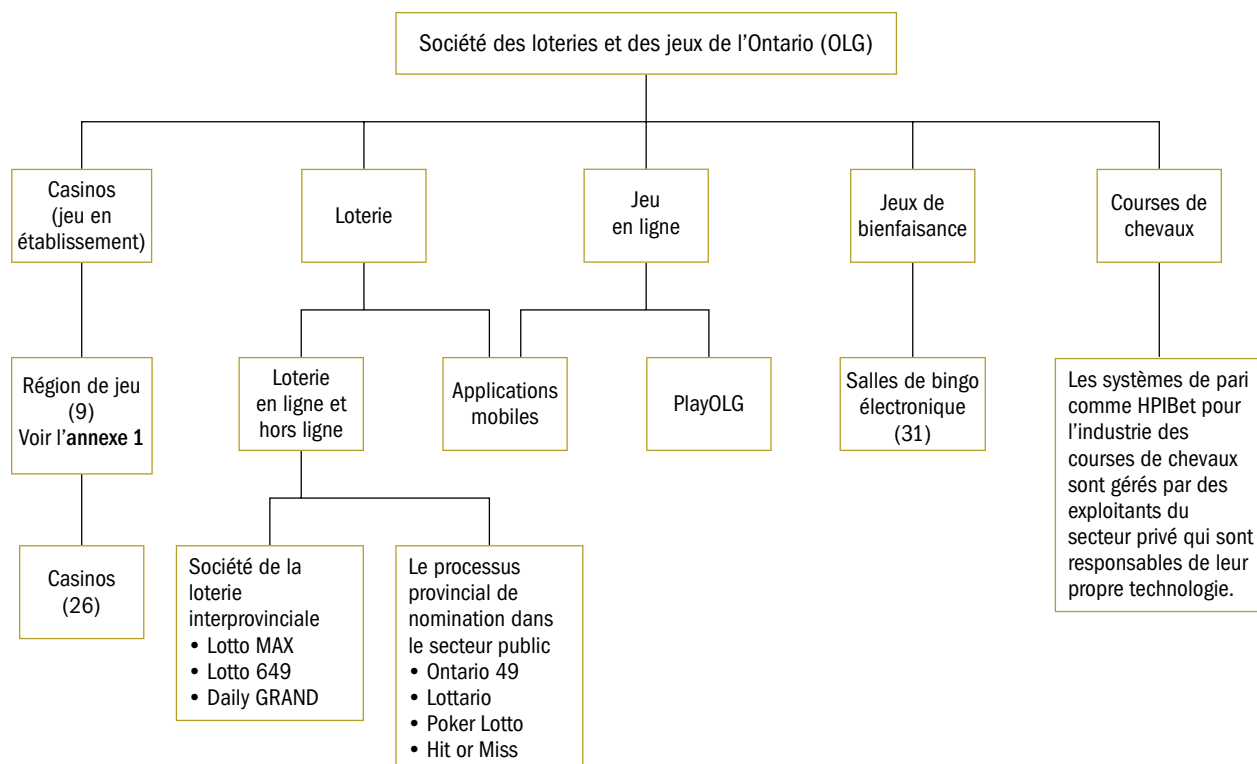 Société des loteries et des jeux de l’Ontario (OLG)
Casinos
(jeu en
établissement)
Loterie
Jeu
en ligne
Jeux de
bienfaisance
Courses de
chevaux
Région de jeu
(9)
Voir l’annexe 1
Loterie
en ligne et
hors ligne
Applications
mobiles
PlayOLG
Salles de bingo
électronique
(31)
Les systèmes de pari
comme HPIBet pour
l’industrie des
courses de chevaux
sont gérés par des
exploitants du
secteur privé qui sont
responsables de leur
propre technologie.
Casinos
(26)
Société de la
loterie
interprovinciale
• Lotto MAX
• Lotto 649
• Daily GRAND
Le processus
provincial de
nomination dans
le secteur public
• Ontario 49
• Lottario
• Poker Lotto
• Hit or Miss